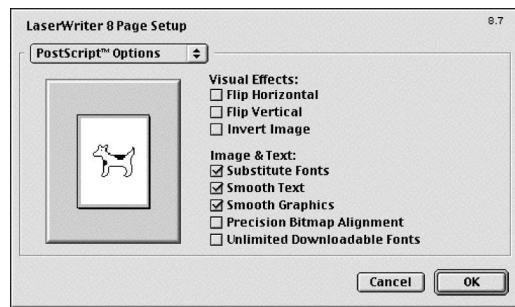 LaserWriter 8 Page Setup
8.7
PostScript™ Options
Visual Effects:
Flip Horizontal
Flip Vertical
Invert Image
Image & Text:
Substitute Fonts
Smooth Text
Smooth Graphics
Precision Bitmap Alignment
Unlimited Downloadable Fonts
Cancel
OK